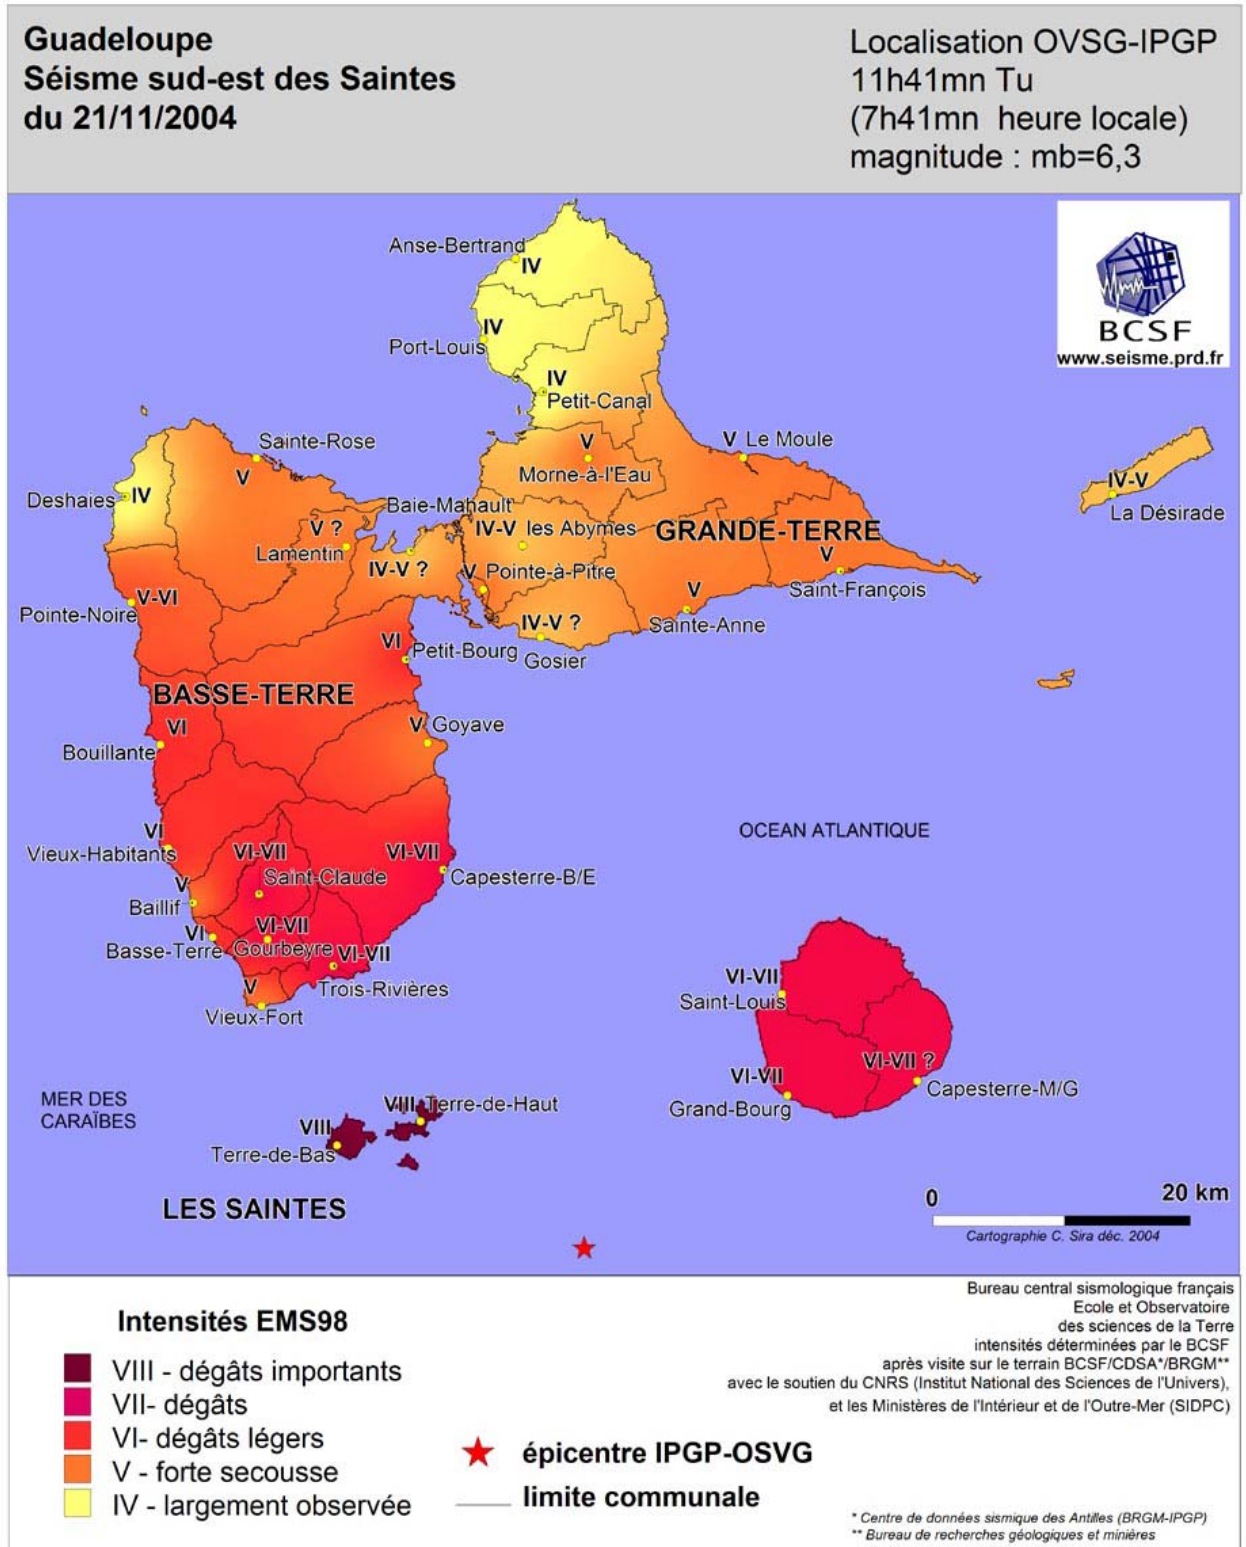 Guadeloupe
Séisme sud-est des Saintes
du 21/11/2004
Localisation OVSG-IPGP
11h41mn Tu
(7h41mn heure locale)
magnitude : mb=6,3
BCSF
www.seisme.prd.fr
Anse-Bertrand
IV
IV
Port-Louis
IV
Petit-Canal
Sainte-Rose
V
V
Morne-à-l'Eau
V Le Moule
Deshaies IV
IV-V
La Désirade
Baie-Mahault
V ?
Lamentin
IV-V les Abymes
GRANDE-TERRE
IV-V ?
V Pointe-à-Pitre
V
Saint-François
V-VI
Pointe-Noire
V
Sainte-Anne
IV-V ?
Gosier
VI
Petit-Bourg
BASSE-TERRE
VI
Bouillante
V Goyave
VI
Vieux-Habitants
VI-VII
Saint-Claude
VI-VII
Capesterre-B/E
OCEAN ATLANTIQUE
V
Baillif
VI
Basse-Terre
VI-VII
Gourbeyre
VI-VII
Trois-Rivières
V
Vieux-Fort
VI-VII
Saint-Louis
VI-VII ?
Capesterre-M/G
VI-VII
Grand-Bourg
MER DES
CARAÏBES
VIII Terre-de-Haut
VIII
Terre-de-Bas
LES SAINTES
0 20 km
Cartographie C. Sira déc. 2004
Intensités EMS98
VIII - dégâts importants
VII- dégâts
VI- dégâts légers
V - forte secousse
IV - largement observée
épicentre IPGP-OSVG
limite communale
Bureau central sismologique français
Ecole et Observatoire
des sciences de la Terre
intensités déterminées par le BCSF
après visite sur le terrain BCSF/CDSA*/BRGM**
avec le soutien du CNRS (Institut National des Sciences de l'Univers),
et les Ministères de l'Intérieur et de l'Outre-Mer (SIDPC)
* Centre de données sismique des Antilles (BRGM-IPGP)
** Bureau de recherches géologiques et minières